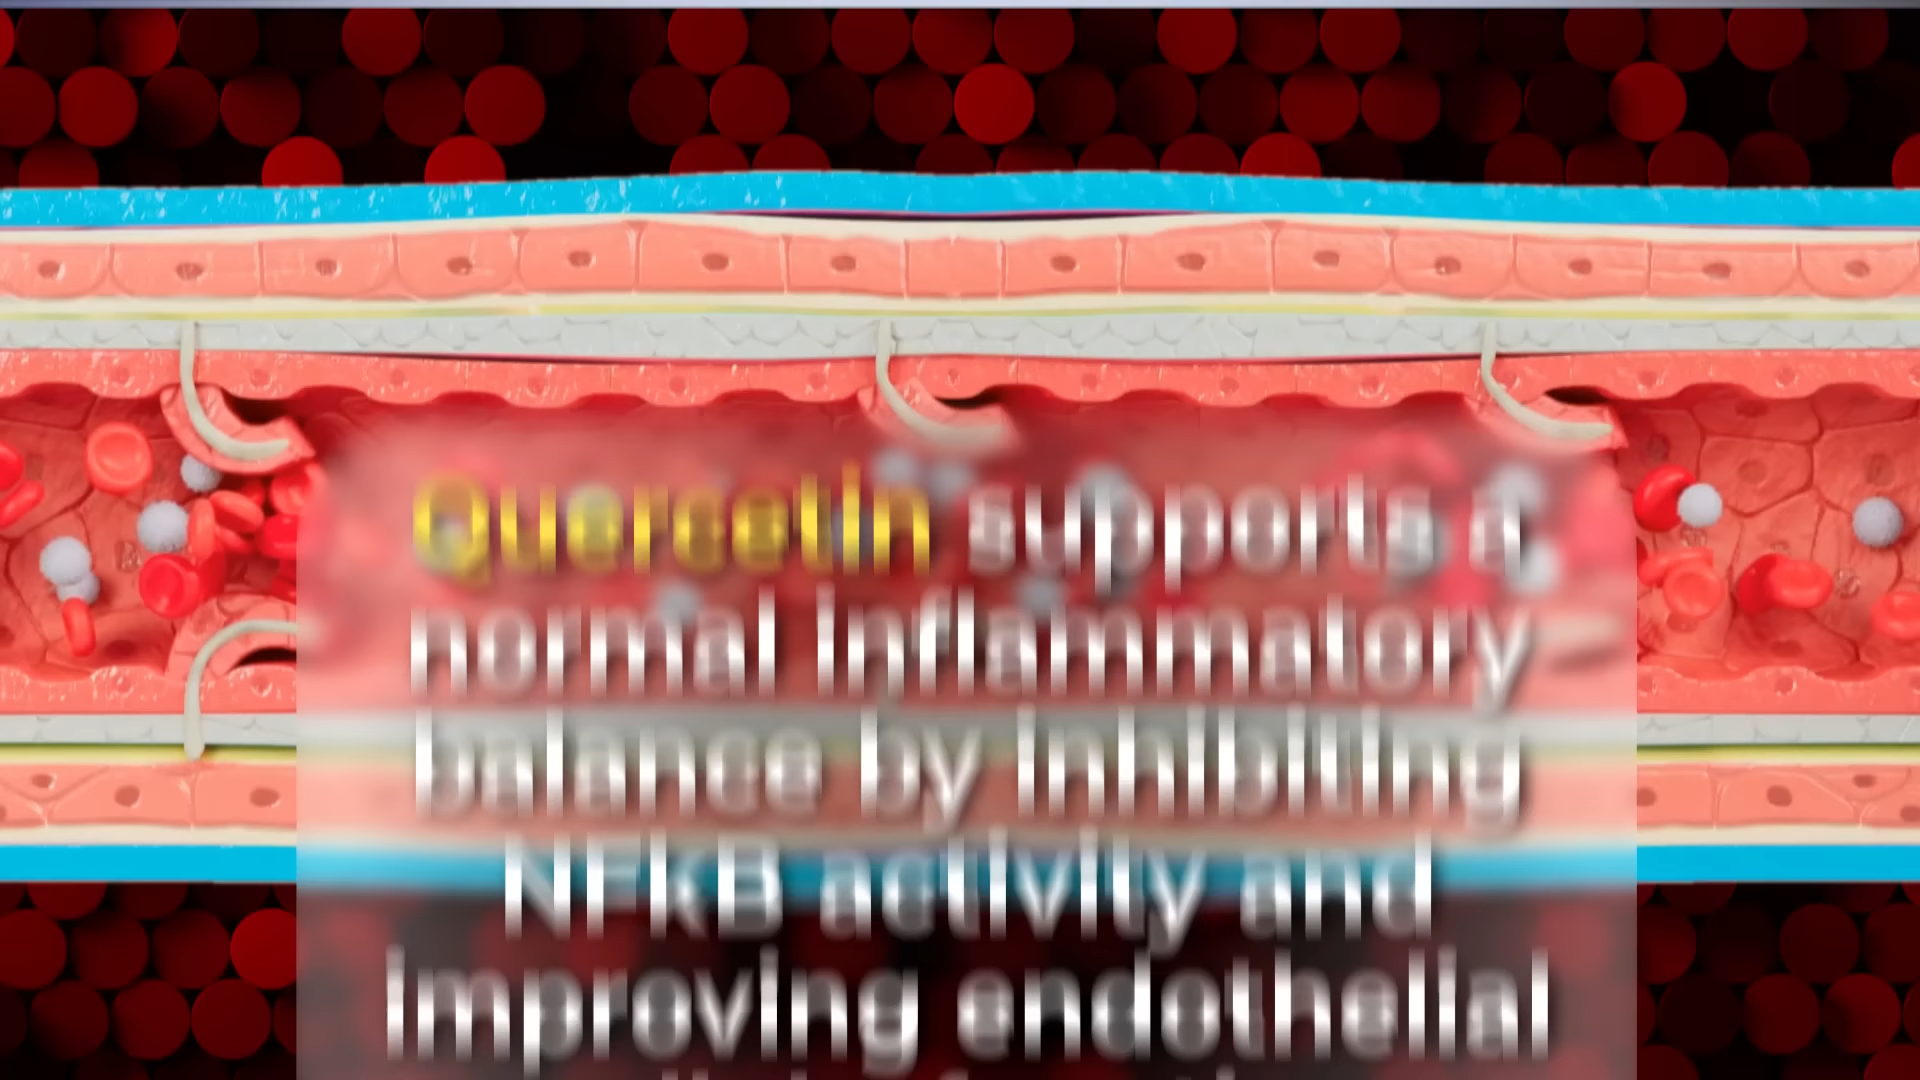 Quercetin supports a
normal inflammatory
balance by inhibiting
NFkB activity and
improving endothelial